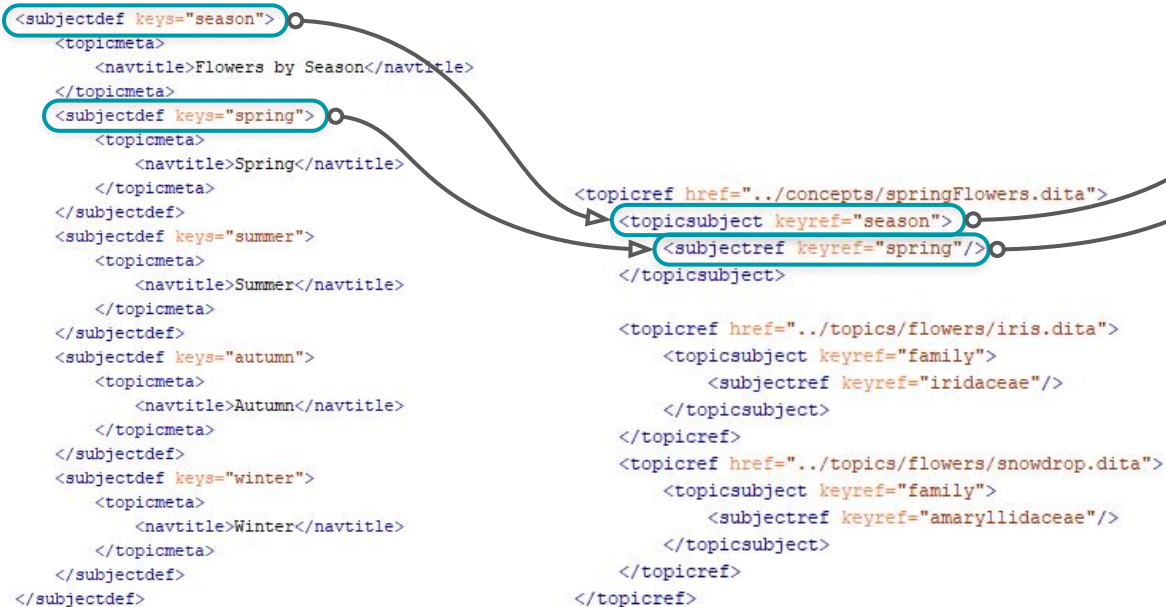 <subjectdef keys="season">
<topicmeta>
<navtitle>Flowers by Season</navtitle>
</topicmeta>
<subjectdef keys="spring">
<topicmeta>
<navtitle>Spring</navtitle>
</topicmeta>
</subjectdef>
<subjectdef keys="summer">
<topicmeta>
<navtitle>Summer</navtitle>
</topicmeta>
</subjectdef>
<subjectdef keys="autumn">
<topicmeta>
<navtitle>Autumn</navtitle>
</topicmeta>
</subjectdef>
<subjectdef keys="winter">
<topicmeta>
<navtitle>Winter</navtitle>
</topicmeta>
</subjectdef>
</subjectdef>
<topicref href="../concepts/springFlowers.dita">
<topicsubject keyref="season">
<subjectref keyref="spring"/>
</topicsubject>
<topicref href="../topics/flowers/iris.dita">
<topicsubject keyref="family">
<subjectref keyref="iridaceae"/>
</topicsubject>
</topicref>
<topicref href="../topics/flowers/snowdrop.dita">
<topicsubject keyref="family">
<subjectref keyref="amaryllidaceae"/>
</topicsubject>
</topicref>
</topicref>